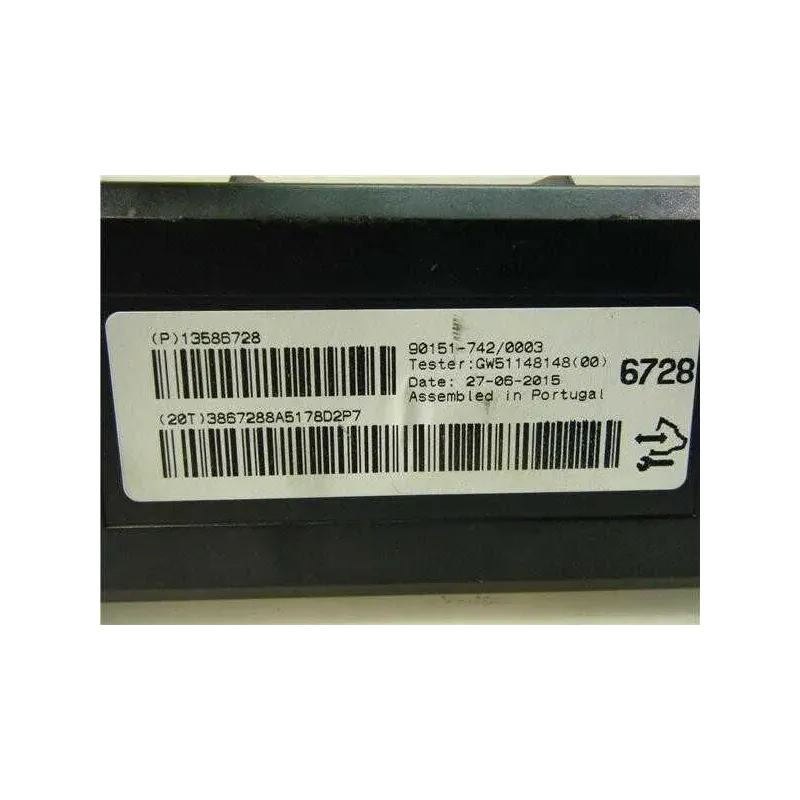 (P)13586728
90151-742/0003
Tester:GW51148148(00)
Date: 27-06-2015
Assembled in Portugal
6728
(20T)3867288A5178D2P7